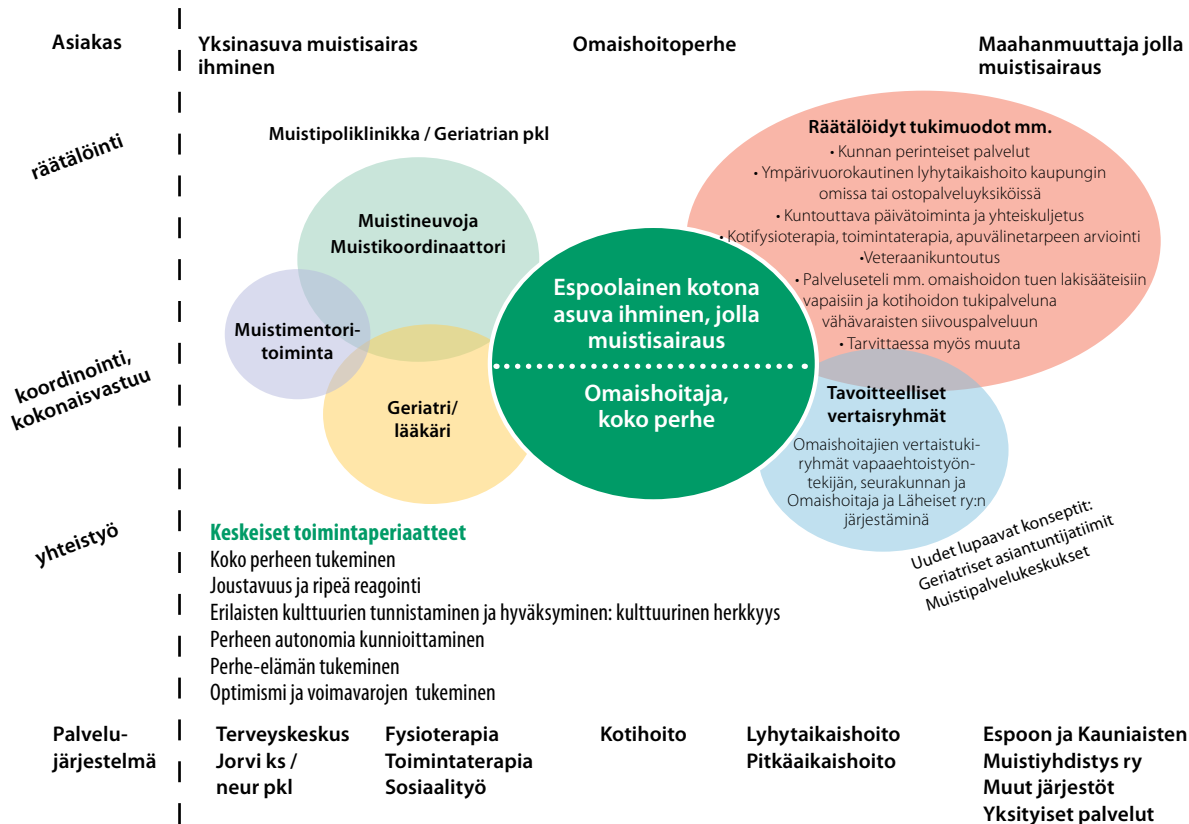 Asiakas
Yksinasuva muistisairas
ihminen
Omaishoitoperhe
Maahanmuuttaja jolla
muistisairaus
räätälöinti
Muistipoliklinikka / Geriatrian pkl
Muistineuvoja
Muistikoordinaattori
Muistimentori-
toiminta
Geriatri/
lääkäri
Espoolainen kotona
asuva ihminen, jolla
muistisairaus
Omaishoitaja,
koko perhe
Räätälöidyt tukimuodot mm.
• Kunnan perinteiset palvelut
• Ympärivuorokautinen lyhytaikaishoito kaupungin
omissa tai ostopalveluyksiköissä
• Kuntouttava päivätoiminta ja yhteiskuljetus
• Kotifysioterapia, toimintaterapia, apuvälinetarpeen arviointi
•Veteraanikuntoutus
• Palveluseteli mm. omaishoidon tuen lakisääteisiin
vapaisiin ja kotihoidon tukipalveluna
vähävaraisten siivouspalveluun
• Tarvittaessa myös muuta
koordinointi,
kokonaisvastuu
Tavoitteelliset
vertaisryhmät
Omaishoitajien vertaistuki-
ryhmät vapaaehtoistyön-
tekijän, seurakunnan ja
Omaishoitaja ja Läheiset ry:n
järjestäminä
Uudet lupaavat konseptit:
Geriatriset asiantuntijatiimit
Muistipalvelukeskukset
yhteistyö
Keskeiset toimintaperiaatteet
Koko perheen tukeminen
Joustavuus ja ripeä reagointi
Erilaisten kulttuurien tunnistaminen ja hyväksyminen: kulttuurinen herkkyys
Perheen autonomia kunnioittaminen
Perhe-elämän tukeminen
Optimismi ja voimavarojen tukeminen
Palvelu-
järjestelmä
Terveyskeskus
Jorvi ks /
neur pkl
Fysioterapia
Toimintaterapia
Sosiaalityö
Kotihoito
Lyhytaikaishoito
Pitkäaikaishoito
Espoon ja Kauniaisten
Muistiyhdistys ry
Muut järjestöt
Yksityiset palvelut